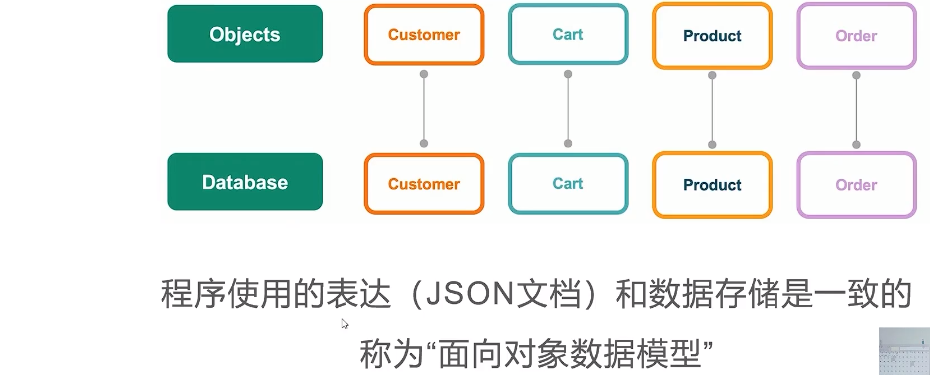 Objects Customer Cart Product Order
Database Customer Cart Product Order
程序使用的表达（JSON文档）和数据存储是一致的
称为“面向对象数据模型”